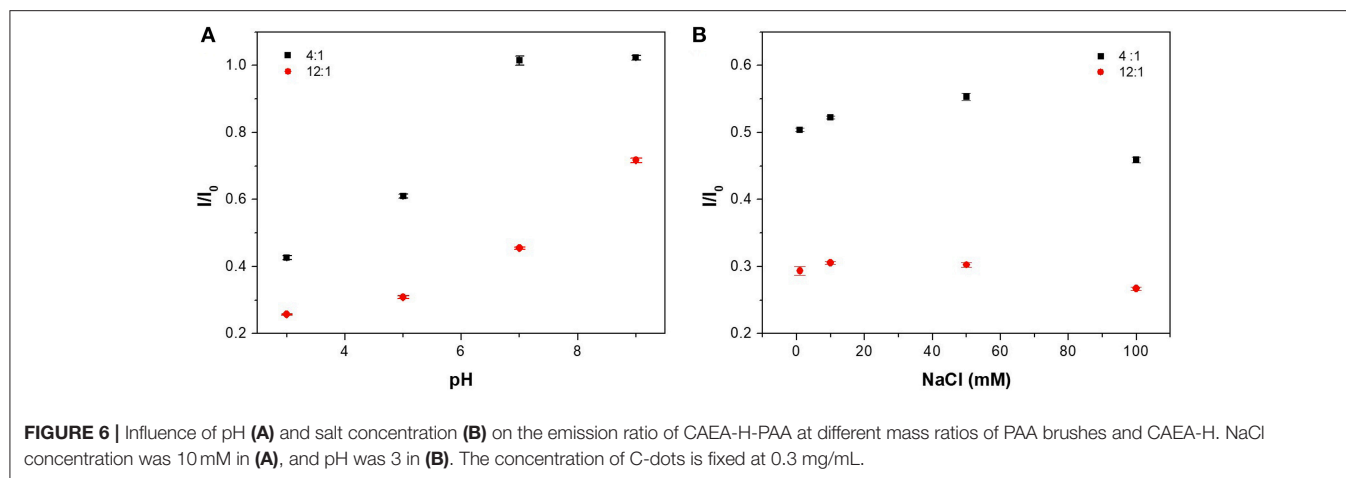 A
4:1
12:1
1.0
0.8
0.6
0.4
0.2
I/I0
4 6 8
pH
B
4 :1
12:1
0.6
0.5
0.4
0.3
0.2
I/I0
0 20 40 60 80 100
NaCl (mM)
FIGURE 6 | Influence of pH (A) and salt concentration (B) on the emission ratio of CAEA-H-PAA at different mass ratios of PAA brushes and CAEA-H. NaCl
concentration was 10 mM in (A), and pH was 3 in (B). The concentration of C-dots is fixed at 0.3 mg/mL.